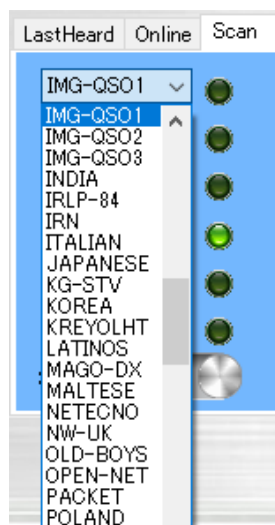 LastHeard Online Scan
IMG-QSO1
IMG-QSO1
IMG-QSO2
IMG-QSO3
INDIA
IRLP-84
IRN
ITALIAN
JAPANESE
KG-STV
KOREA
KREYOLHT
LATINOS
MAGO-DX
MALTESE
NETECNO
NW-UK
OLD-BOYS
OPEN-NET
PACKET
POLAND